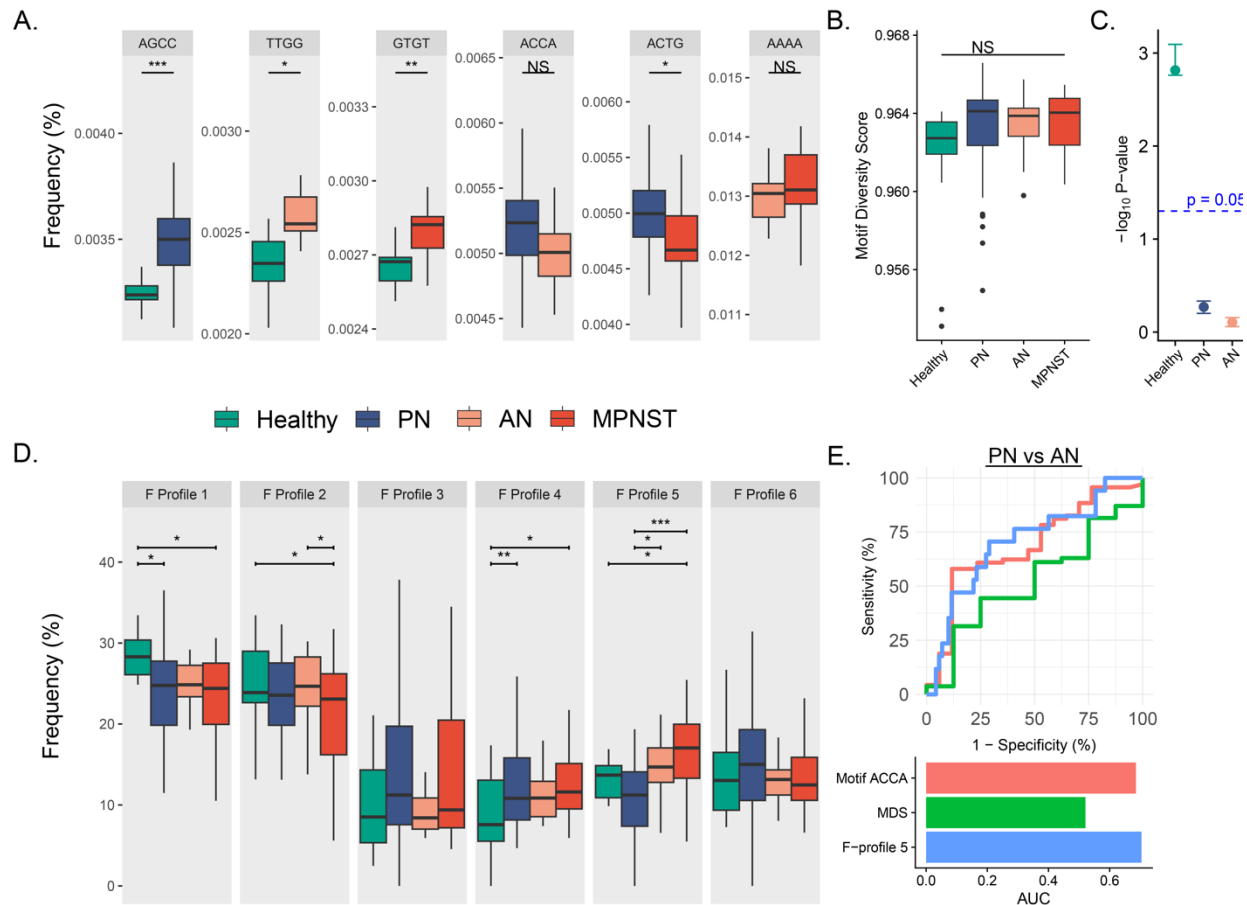 A.
AGCC
TTGG
GTGT
ACCA
ACTG
AAAA
***
*
**
NS
*
NS
Frequency (%)
0.0040
0.0035
0.0030
0.0025
0.0020
0.0033
0.0030
0.0027
0.0024
0.0065
0.0060
0.0055
0.0050
0.0045
0.0060
0.0055
0.0050
0.0045
0.0040
0.015
0.014
0.013
0.012
0.011
B.
NS
Motif Diversity Score
0.968
0.964
0.960
0.956
Healthy
PN
AN
MPNST
C.
−log10 P−value
3
2
1
0
p = 0.05
Healthy
PN
AN
Healthy PN AN MPNST
D.
F Profile 1
F Profile 2
F Profile 3
F Profile 4
F Profile 5
F Profile 6
*
*
*
*
*
**
***
*
*
Frequency (%)
40
30
20
10
0
E.
PN vs AN
Sensitivity (%)
100
75
50
25
0
0 25 50 75 100
1 − Specificity (%)
Motif ACCA
MDS
F−profile 5
0.0 0.2 0.4 0.6
AUC